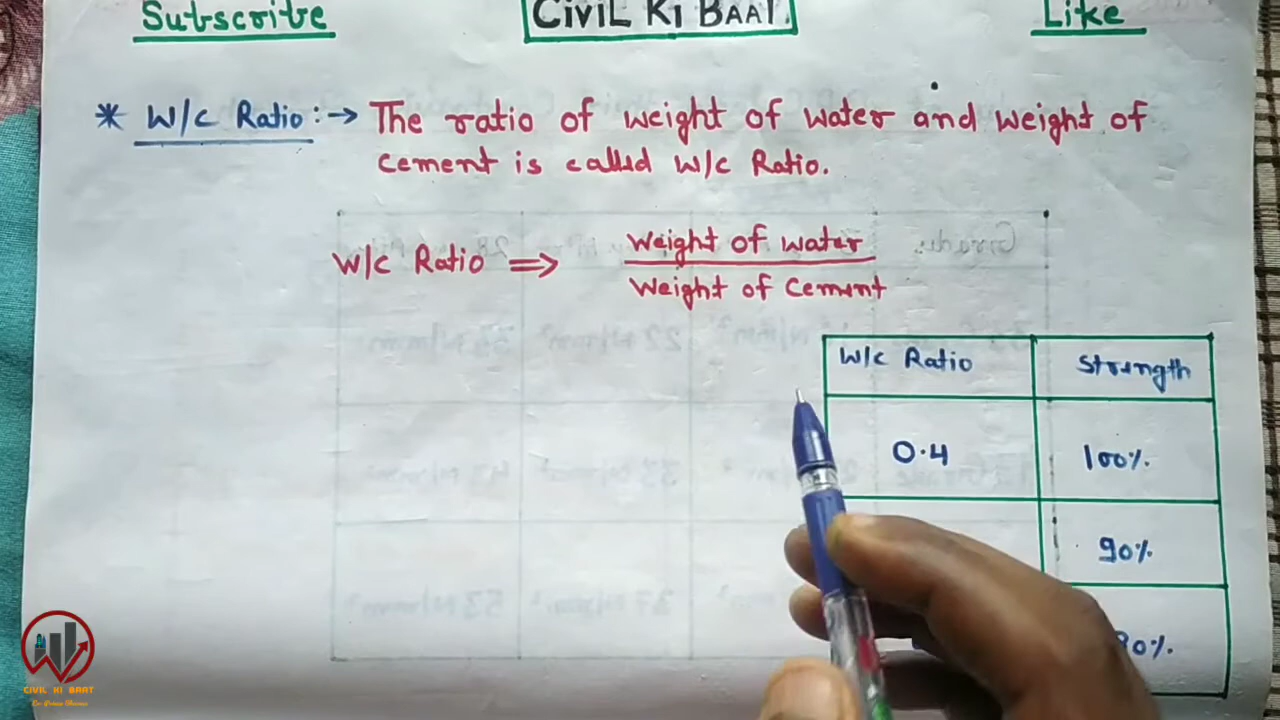 Subscribe
CIVIL KI BAAT.
Like
* W/C Ratio :→ The ratio of weight of water and weight of
cement is called W/C Ratio.
W/C Ratio ⇒ Weight of water
Weight of Cement
W/C Ratio Strength
0.4 100%.
90%.
CIVIL KI BAAT